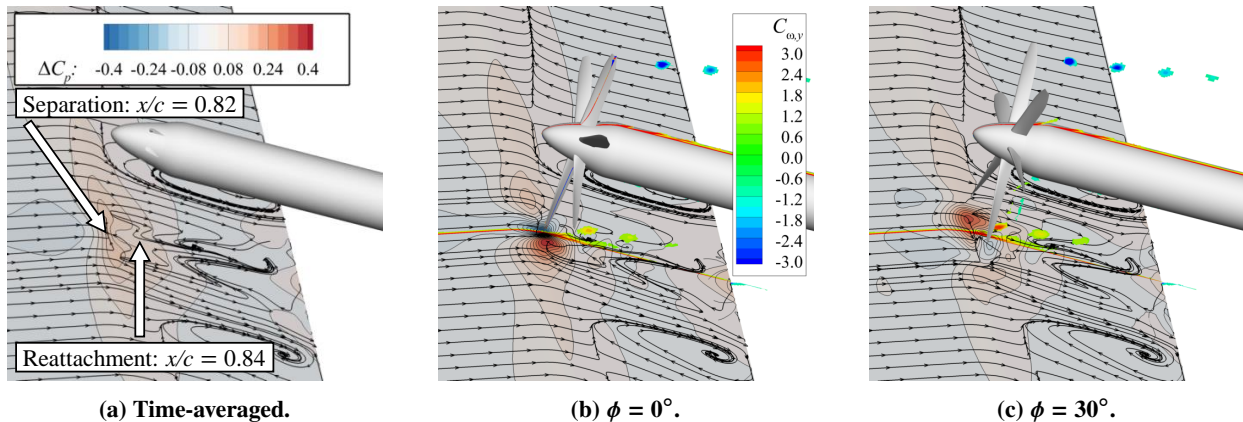 -0.4 -0.24 -0.08 0.08 0.24 0.4
ΔC_p:
Separation: x/c = 0.82
Reattachment: x/c = 0.84
(a) Time-averaged.
C_ω,y
3.0
2.4
1.8
1.2
0.6
0.0
-0.6
-1.2
-1.8
-2.4
-3.0
(b) ϕ = 0°.
(c) ϕ = 30°.